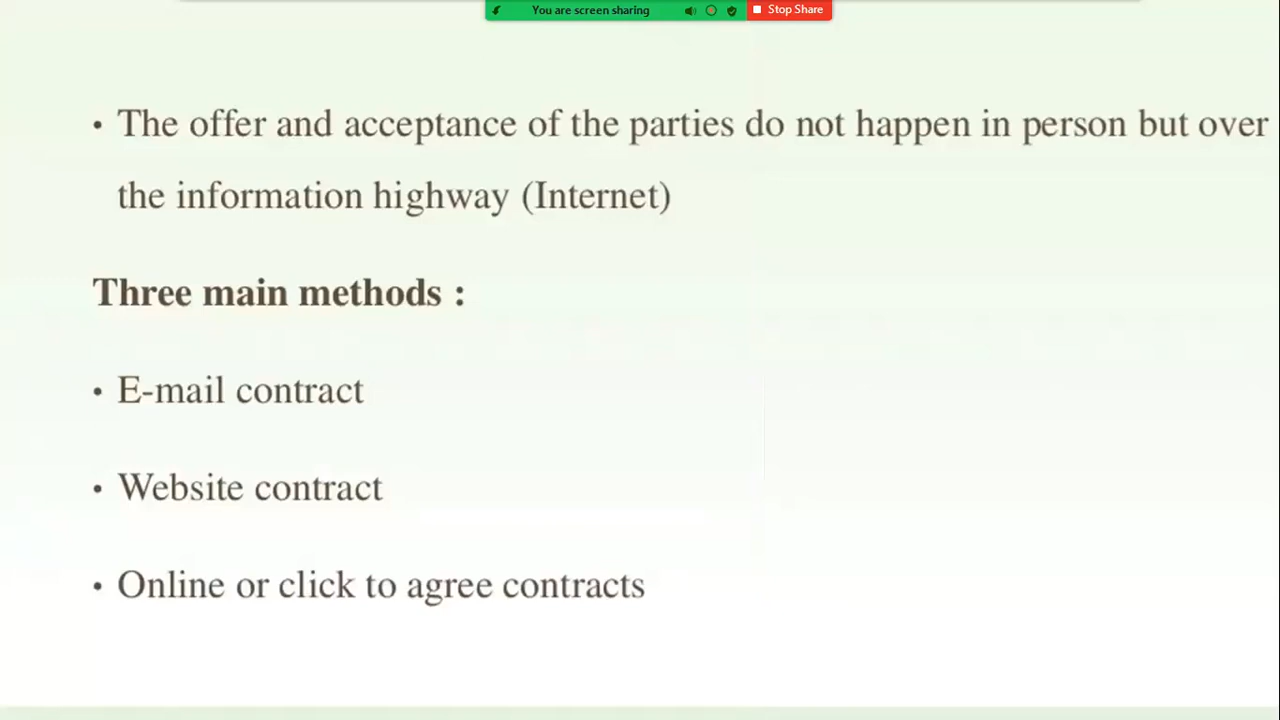 You are screen sharing Stop Share
• The offer and acceptance of the parties do not happen in person but over
the information highway (Internet)
Three main methods :
• E-mail contract
• Website contract
• Online or click to agree contracts